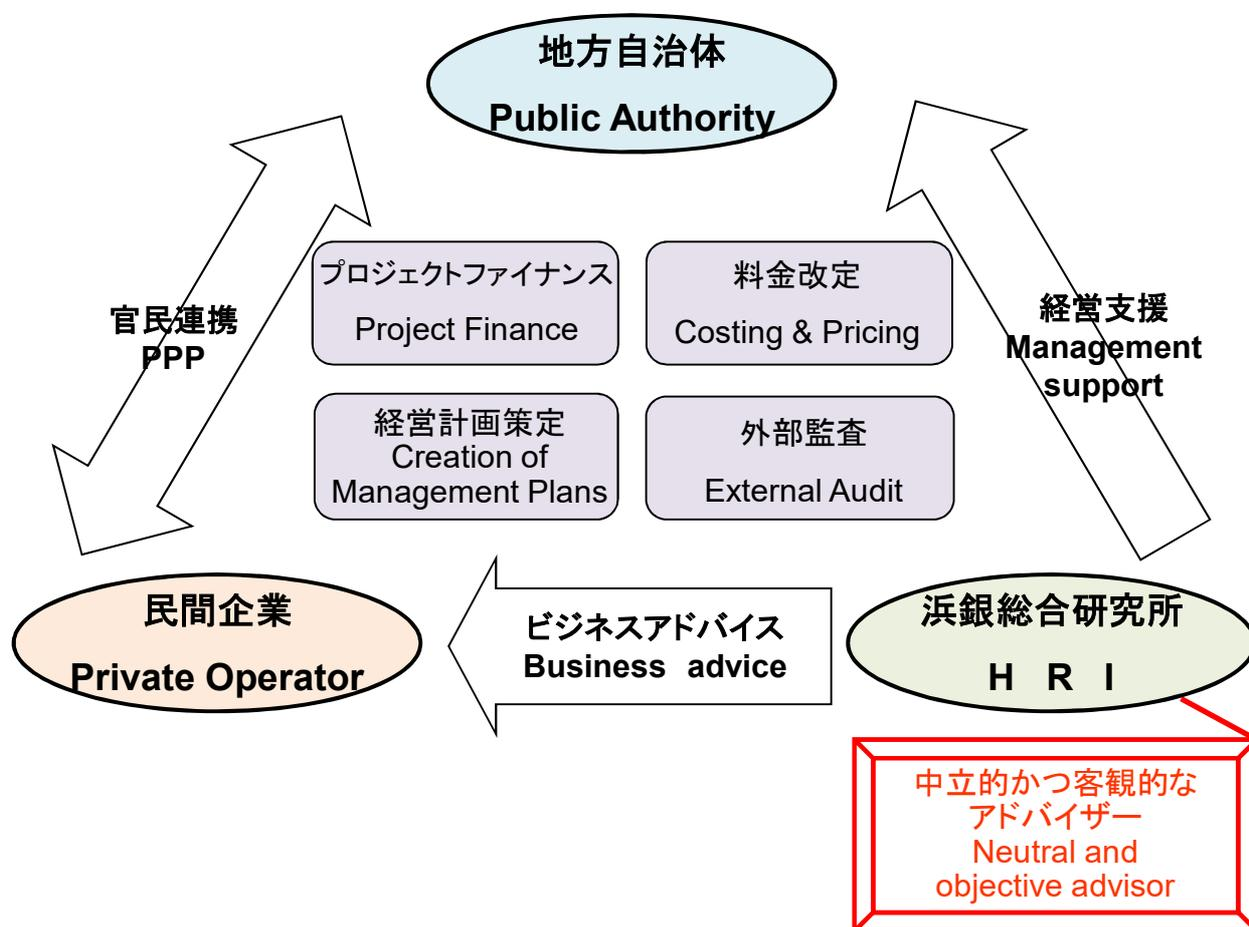 地方自治体
Public Authority
プロジェクトファイナンス
Project Finance
料金改定
Costing & Pricing
官民連携
PPP
経営支援
Management
support
経営計画策定
Creation of
Management Plans
外部監査
External Audit
民間企業
Private Operator
ビジネスアドバイス
Business advice
浜銀総合研究所
H R I
中立的かつ客観的な
アドバイザー
Neutral and
objective advisor